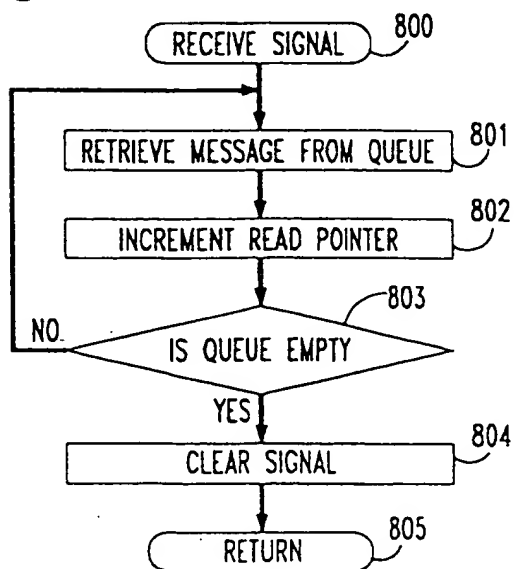 RECEIVE SIGNAL 800
RETRIEVE MESSAGE FROM QUEUE 801
INCREMENT READ POINTER 802
803
IS QUEUE EMPTY
NO
YES
CLEAR SIGNAL 804
RETURN 805